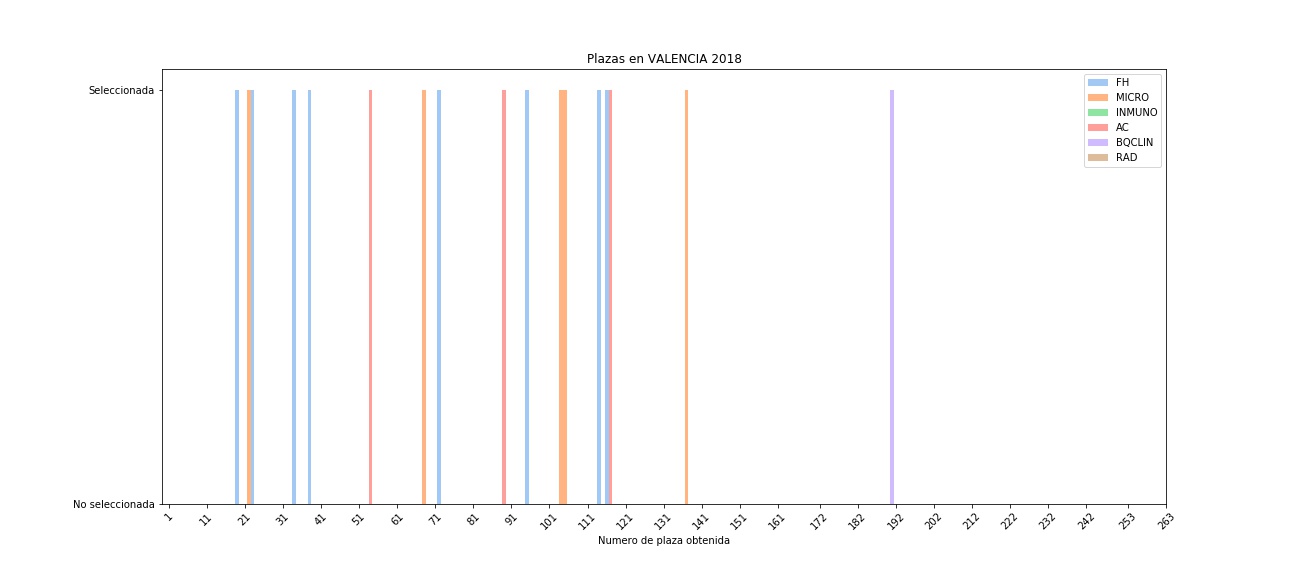 Plazas en VALENCIA 2018
Seleccionada
No seleccionada
FH
MICRO
INMUNO
AC
BQCLIN
RAD
1 11 21 31 41 51 61 71 81 91 101 111 121 131 141 151 161 172 182 192 202 212 222 232 242 253 263
Numero de plaza obtenida